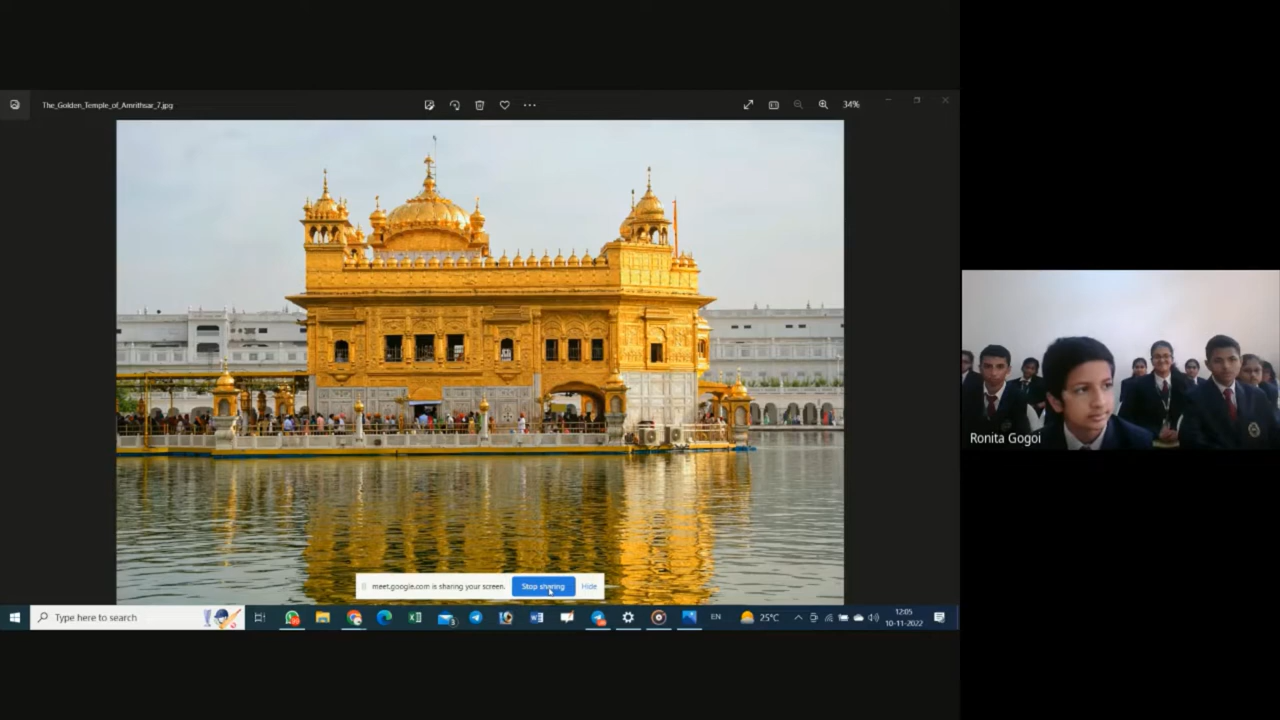 The_Golden_Temple_of_Amrithsar_7.jpg
34%
Ronita Gogoi
meet.google.com is sharing your screen.
Stop sharing
Hide
Type here to search
EN
25°C
12:05
10-11-2022